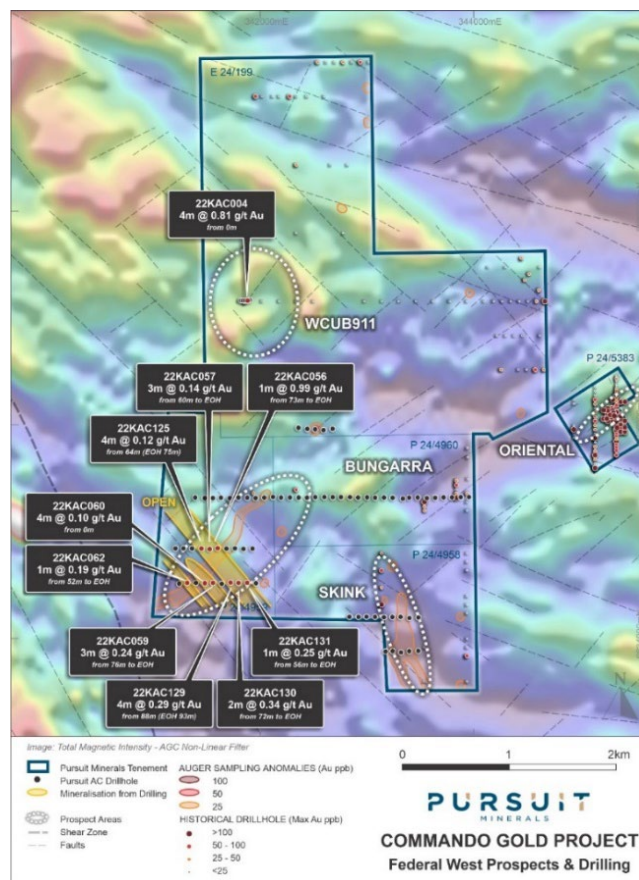 342000mE
344000mE
E 24/199
22KAC004
4m @ 0.81 g/t Au
from 0m
WCUB911
P 24/5383
22KAC057
3m @ 0.14 g/t Au
from 60m to EOH
22KAC056
1m @ 0.99 g/t Au
from 73m to EOH
22KAC125
4m @ 0.12 g/t Au
from 64m (EOH 75m)
P 24/4960
ORIENTAL
BUNGARRA
OPEN
22KAC060
4m @ 0.10 g/t Au
from 0m
22KAC062
1m @ 0.19 g/t Au
from 52m to EOH
P 24/4958
SKINK
22KAC059
3m @ 0.24 g/t Au
from 76m to EOH
22KAC131
1m @ 0.25 g/t Au
from 56m to EOH
22KAC129
4m @ 0.29 g/t Au
from 88m (EOH 93m)
22KAC130
2m @ 0.34 g/t Au
from 72m to EOH
N
Image: Total Magnetic Intensity - AGC Non-Linear Filter
Pursuit Minerals Tenement
Pursuit AC Drillhole
Mineralisation from Drilling
Prospect Areas
Shear Zone
Faults
AUGER SAMPLING ANOMALIES (Au ppb)
100
50
25
HISTORICAL DRILLHOLE (Max Au ppb)
>100
50 - 100
25 - 50
<25
0 1 2km
PURSUIT
MINERALS
COMMANDO GOLD PROJECT
Federal West Prospects & Drilling